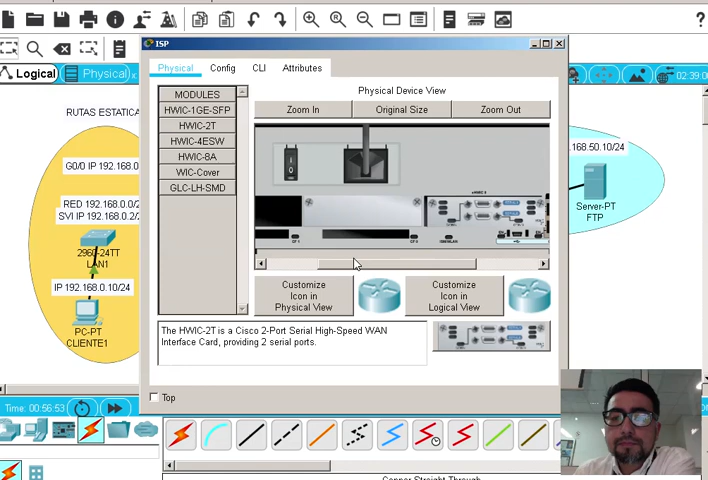 ISP
Physical
Config
CLI
Attributes
Logical
Physical
02:39:0
RUTAS ESTATICA
G0/0 IP 192.168.0
RED 192.168.0.0/2
SVI IP 192.168.0.2/
2960-24TT
LAN1
IP 192.168.0.10/24
PC-PT
CLIENTE1
MODULES
HWIC-1GE-SFP
HWIC-2T
HWIC-4ESW
HWIC-8A
WIC-Cover
GLC-LH-SMD
Physical Device View
Zoom In
Original Size
Zoom Out
Customize
Icon in
Physical View
Customize
Icon in
Logical View
The HWIC-2T is a Cisco 2-Port Serial High-Speed WAN
Interface Card, providing 2 serial ports.
Top
.168.50.10/24
Server-PT
FTP
Time: 00:56:53
Copper Straight-Through